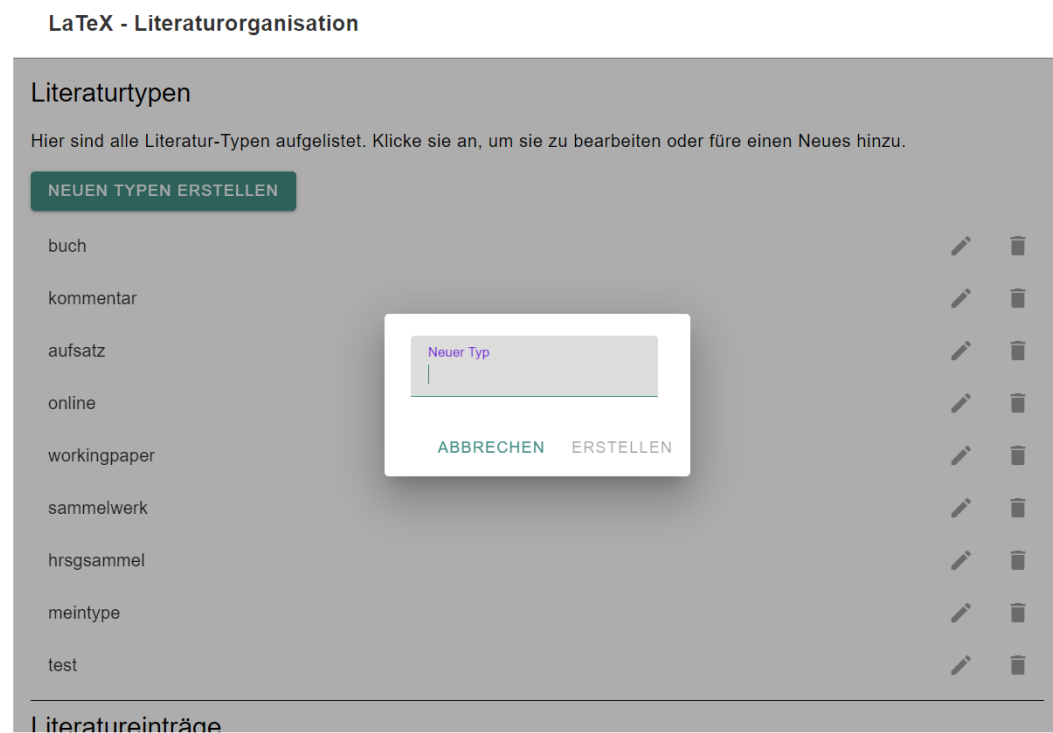 LaTeX - Literaturorganisation
Literaturtypen
Hier sind alle Literatur-Typen aufgelistet. Klicke sie an, um sie zu bearbeiten oder füre einen Neues hinzu.
NEUEN TYPEN ERSTELLEN
buch
kommentar
aufsatz
online
workingpaper
sammelwerk
hrsgsammel
meintype
test
Neuer Typ
ABBRECHEN ERSTELLEN
Literatureinträge